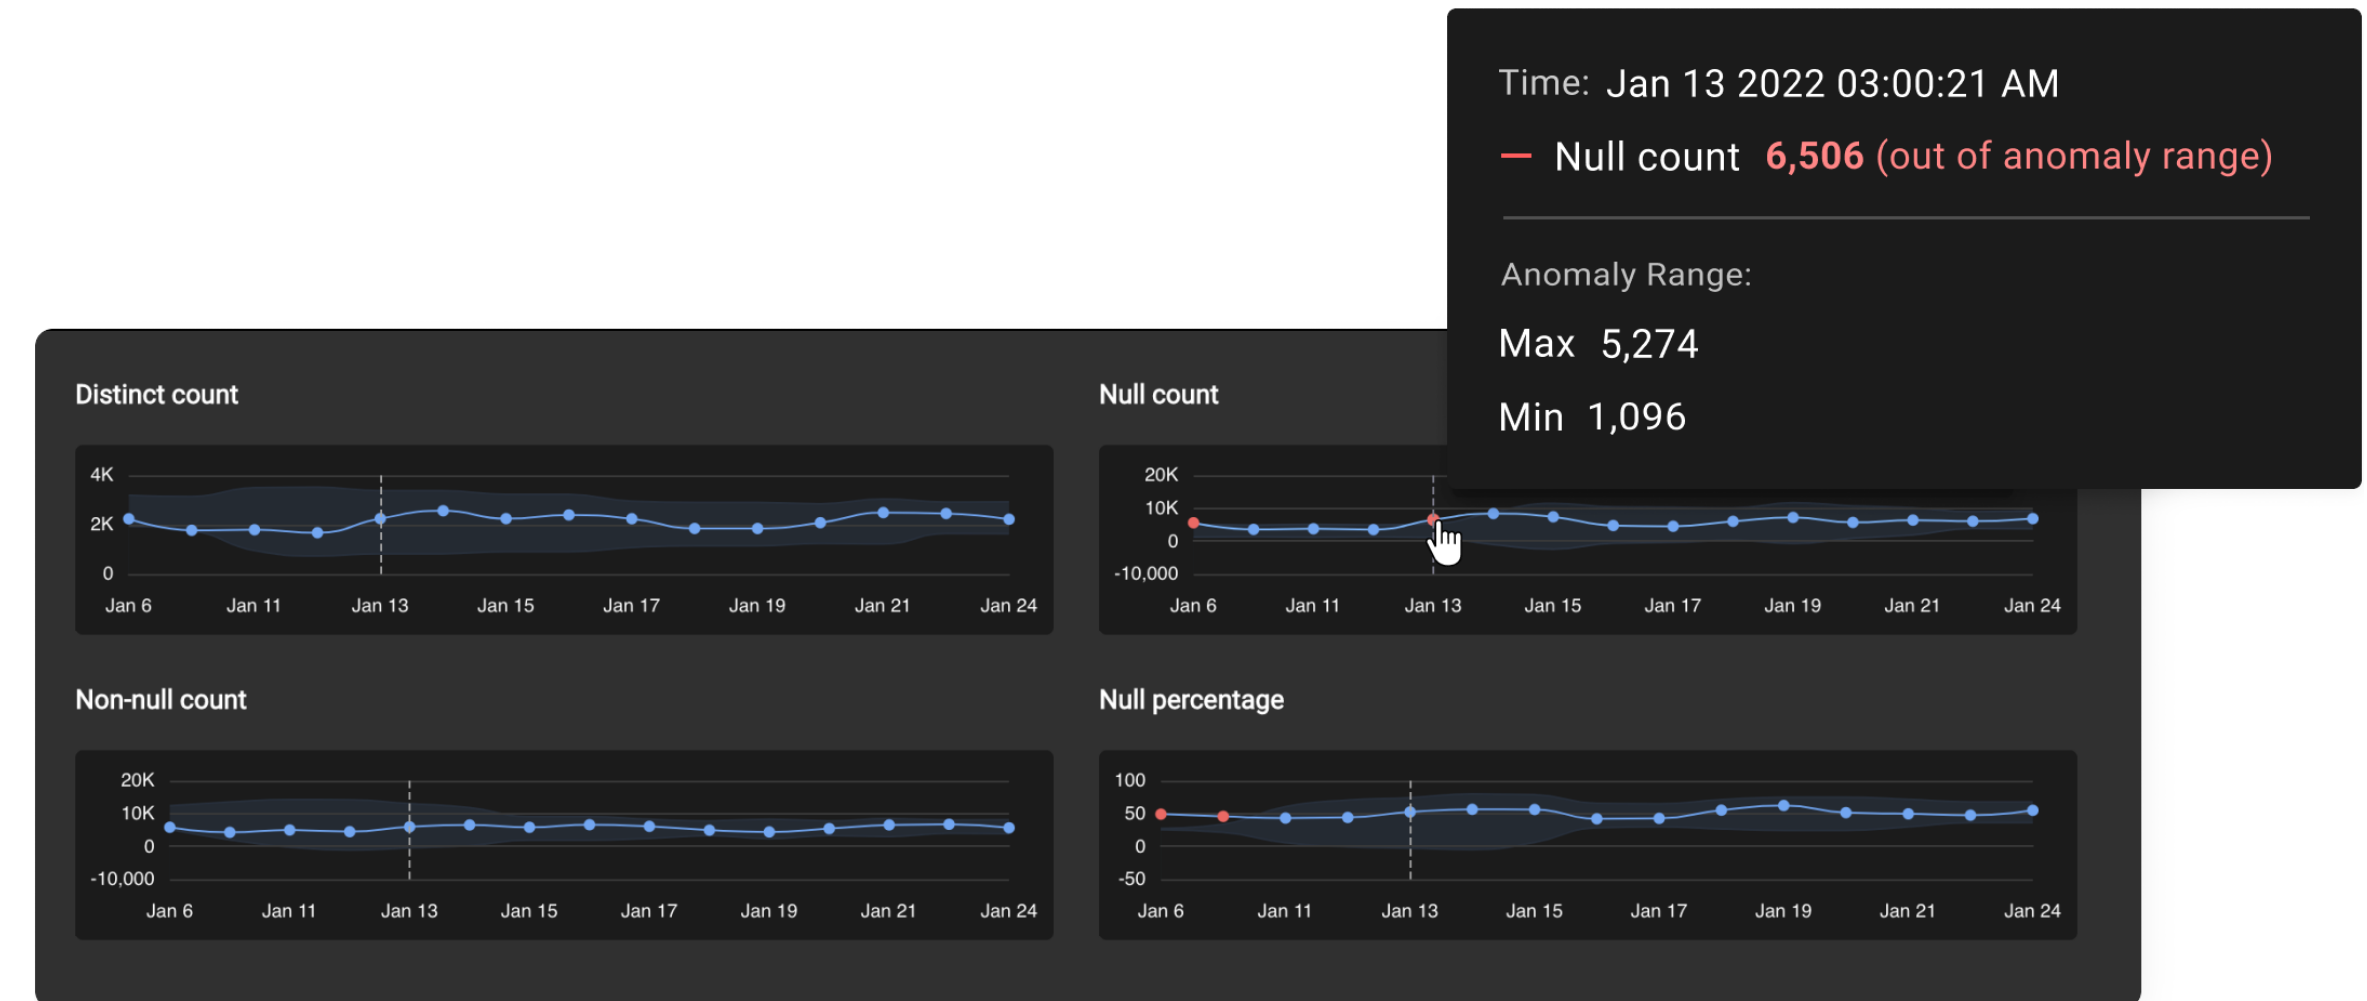 Time: Jan 13 2022 03:00:21 AM
Null count 6,506 (out of anomaly range)
Anomaly Range:
Max 5,274
Min 1,096
Distinct count
4K
2K
0
Jan 6 Jan 11 Jan 13 Jan 15 Jan 17 Jan 19 Jan 21 Jan 24
Null count
20K
10K
0
-10,000
Jan 6 Jan 11 Jan 13 Jan 15 Jan 17 Jan 19 Jan 21 Jan 24
Non-null count
20K
10K
0
-10,000
Jan 6 Jan 11 Jan 13 Jan 15 Jan 17 Jan 19 Jan 21 Jan 24
Null percentage
100
50
0
-50
Jan 6 Jan 11 Jan 13 Jan 15 Jan 17 Jan 19 Jan 21 Jan 24